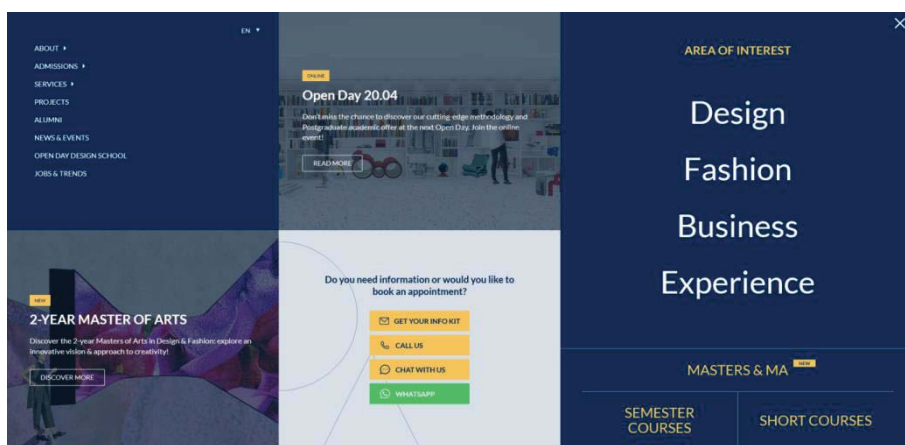 EN
ABOUT
ADMISSIONS
SERVICES
PROJECTS
ALUMNI
NEWS & EVENTS
OPEN DAY DESIGN SCHOOL
JOBS & TRENDS
ONLINE
Open Day 20.04
Don't miss the chance to discover our cutting-edge methodology and
Postgraduate academic offer at the next Open Day. Join the online
event!
READ MORE
NEW
2-YEAR MASTER OF ARTS
Discover the 2-year Masters of Arts in Design & Fashion: explore an
innovative vision & approach to creativity!
DISCOVER MORE
Do you need information or would you like to
book an appointment?
GET YOUR INFO KIT
CALL US
CHAT WITH US
WHATSAPP
AREA OF INTEREST
Design
Fashion
Business
Experience
MASTERS & MA NEW
SEMESTER
COURSES
SHORT COURSES